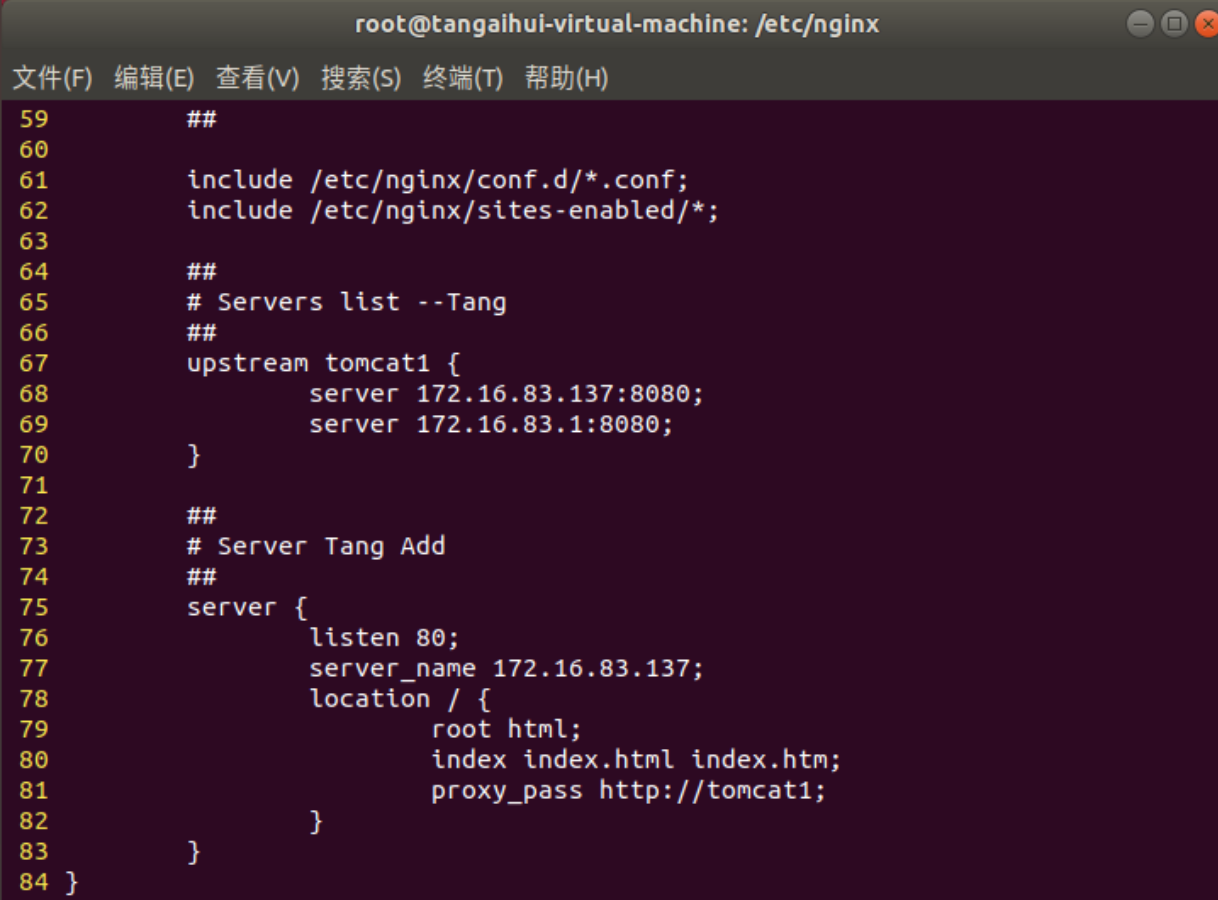 root@tangaihui-virtual-machine: /etc/nginx
文件(F) 编辑(E) 查看(V) 搜索(S) 终端(T) 帮助(H)
59 ##
60
61 include /etc/nginx/conf.d/*.conf;
62 include /etc/nginx/sites-enabled/*;
63
64 ##
65 # Servers list --Tang
66 ##
67 upstream tomcat1 {
68 server 172.16.83.137:8080;
69 server 172.16.83.1:8080;
70 }
71
72 ##
73 # Server Tang Add
74 ##
75 server {
76 listen 80;
77 server_name 172.16.83.137;
78 location / {
79 root html;
80 index index.html index.htm;
81 proxy_pass http://tomcat1;
82 }
83 }
84 }